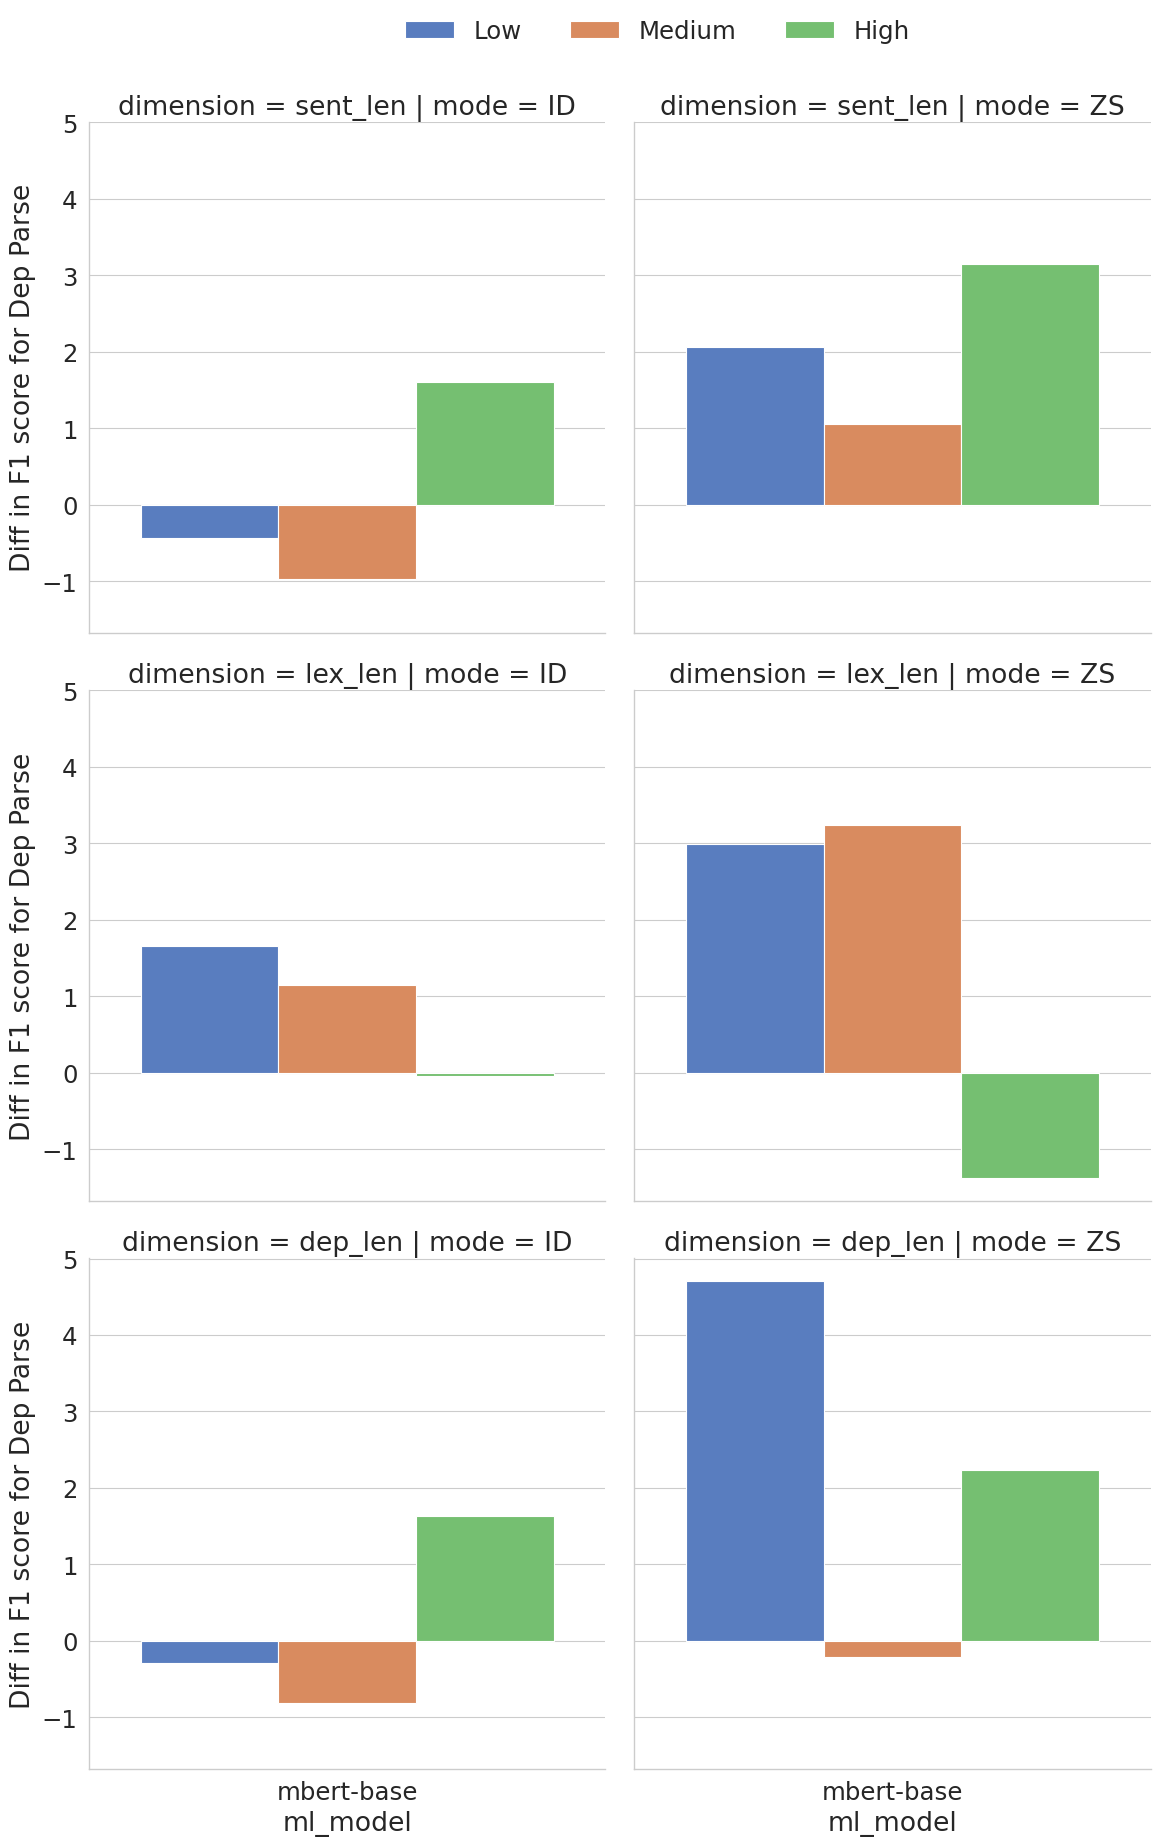 Low Medium High
dimension = sent_len | mode = ID dimension = sent_len | mode = ZS
5
4
3
2
1
0
−1
Diff in F1 score for Dep Parse
dimension = lex_len | mode = ID dimension = lex_len | mode = ZS
5
4
3
2
1
0
−1
Diff in F1 score for Dep Parse
dimension = dep_len | mode = ID dimension = dep_len | mode = ZS
5
4
3
2
1
0
−1
Diff in F1 score for Dep Parse
mbert-base mbert-base
ml_model ml_model